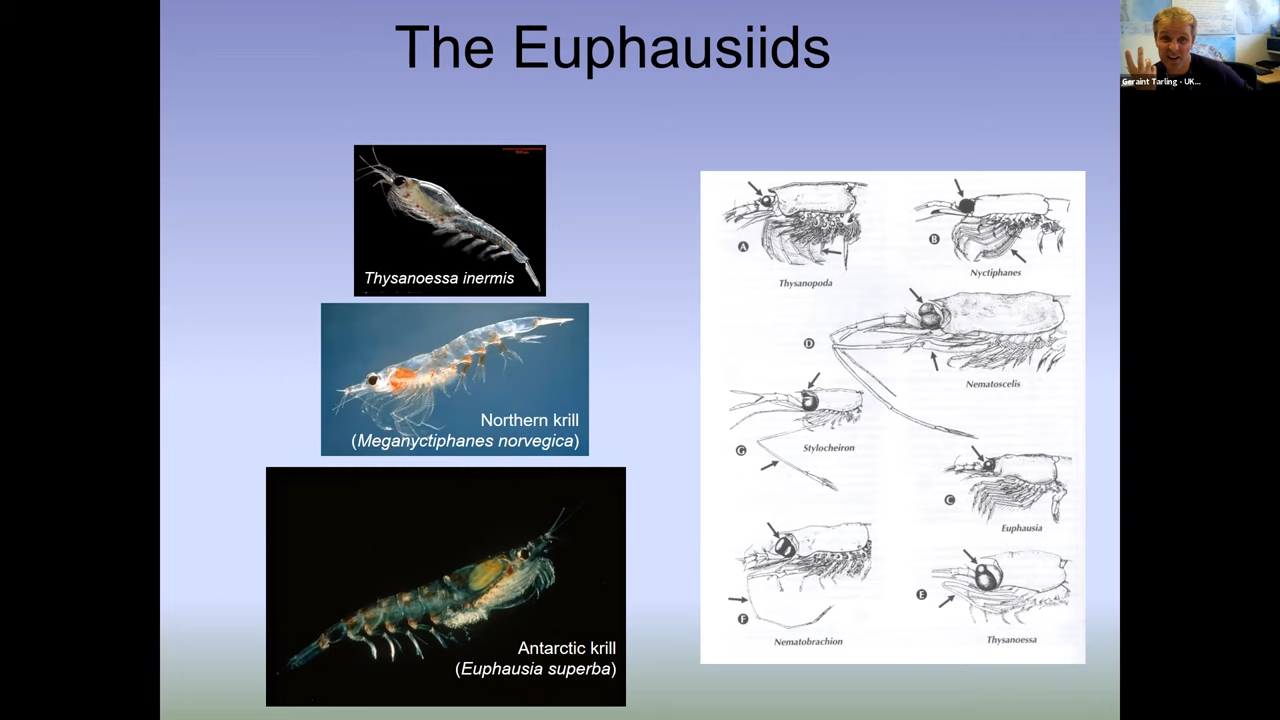 The Euphausiids
Geraint Tarling - UK...
Thysanoessa inermis
Northern krill
(Meganyctiphanes norvegica)
Antarctic krill
(Euphausia superba)
A
Thysanopoda
B
Nyctiphanes
D
Nematoscelis
G
Stylocheiron
C
Euphausia
F
Nematobrachion
E
Thysanoessa